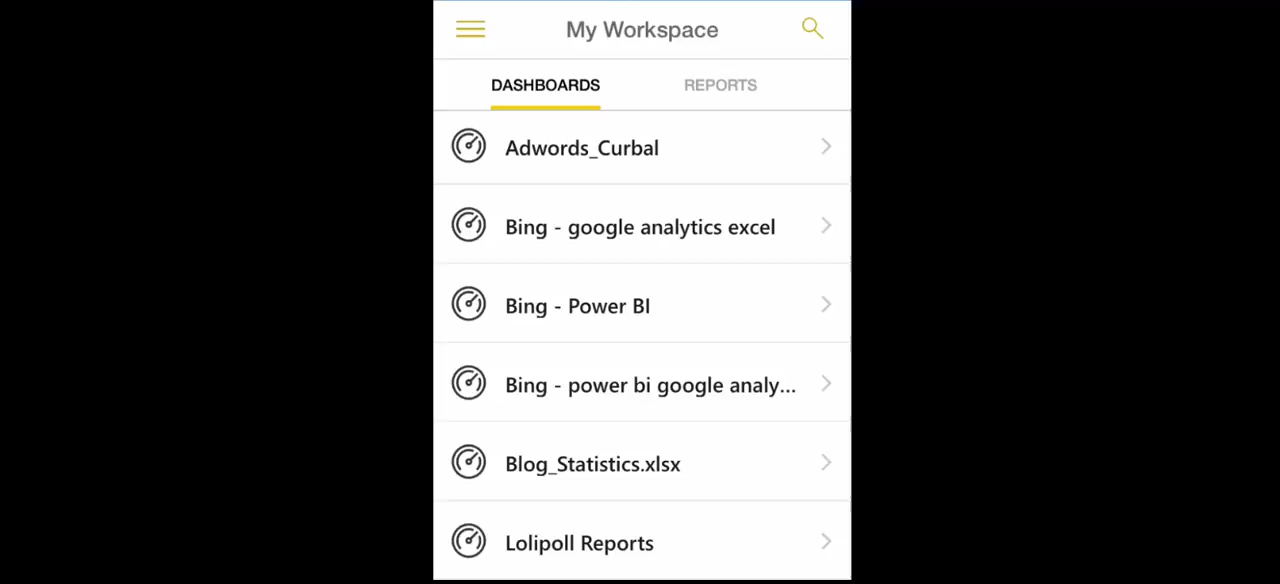 My Workspace
DASHBOARDS REPORTS
Adwords_Curbal
Bing - google analytics excel
Bing - Power BI
Bing - power bi google analy...
Blog_Statistics.xlsx
Lolipoll Reports